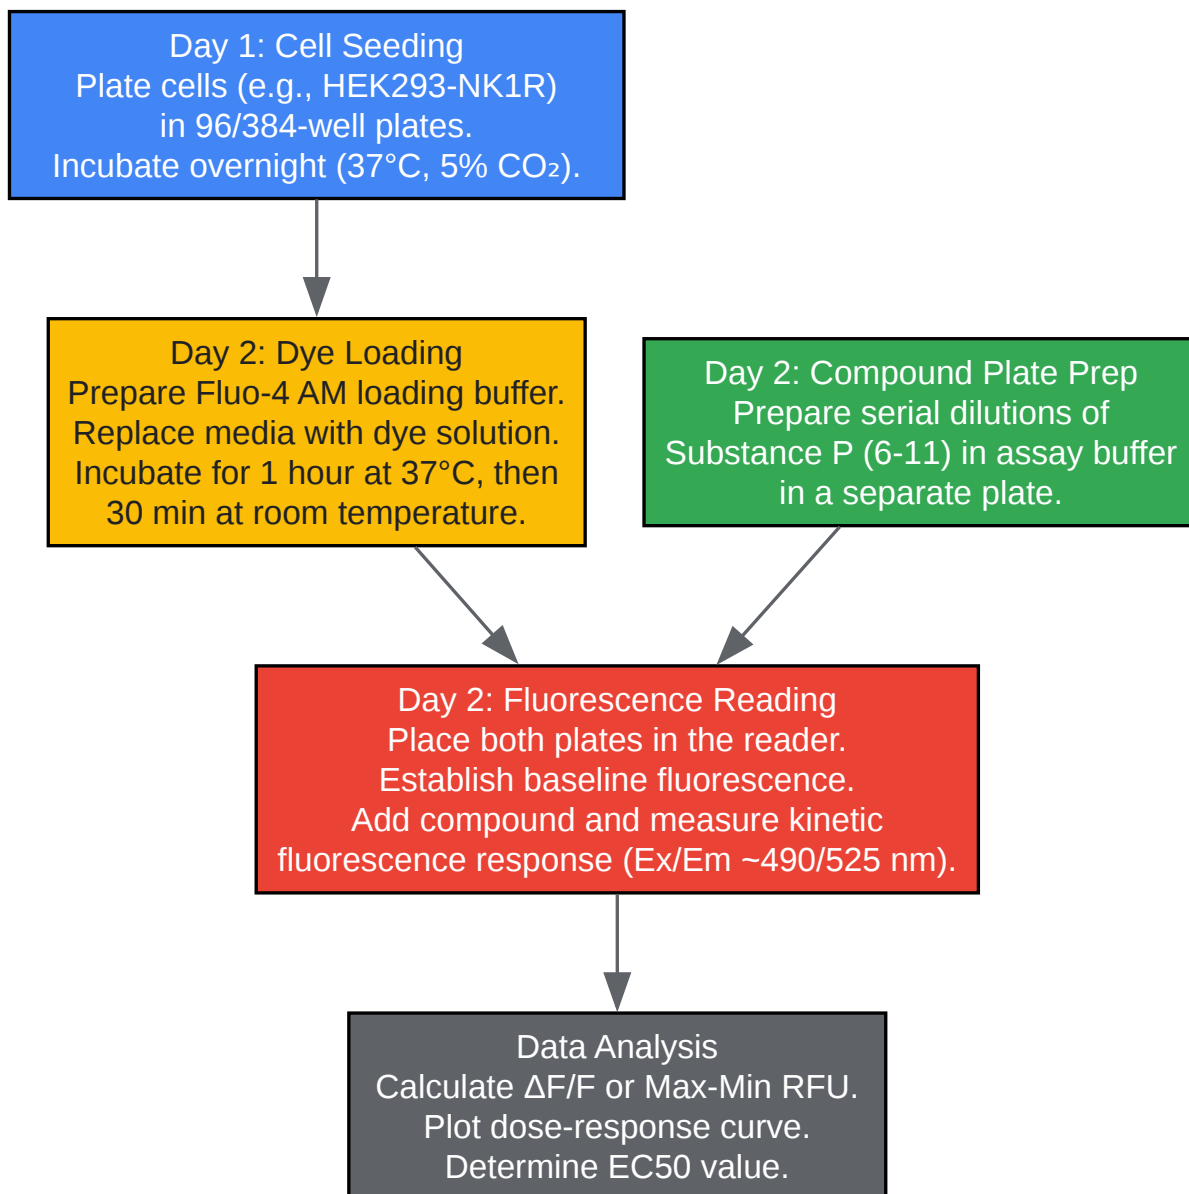 Day 1: Cell Seeding
Plate cells (e.g., HEK293-NK1R)
in 96/384-well plates.
Incubate overnight (37°C, 5% CO₂).
Day 2: Dye Loading
Prepare Fluo-4 AM loading buffer.
Replace media with dye solution.
Incubate for 1 hour at 37°C, then
30 min at room temperature.
Day 2: Compound Plate Prep
Prepare serial dilutions of
Substance P (6-11) in assay buffer
in a separate plate.
Day 2: Fluorescence Reading
Place both plates in the reader.
Establish baseline fluorescence.
Add compound and measure kinetic
fluorescence response (Ex/Em ~490/525 nm).
Data Analysis
Calculate ΔF/F or Max-Min RFU.
Plot dose-response curve.
Determine EC50 value.